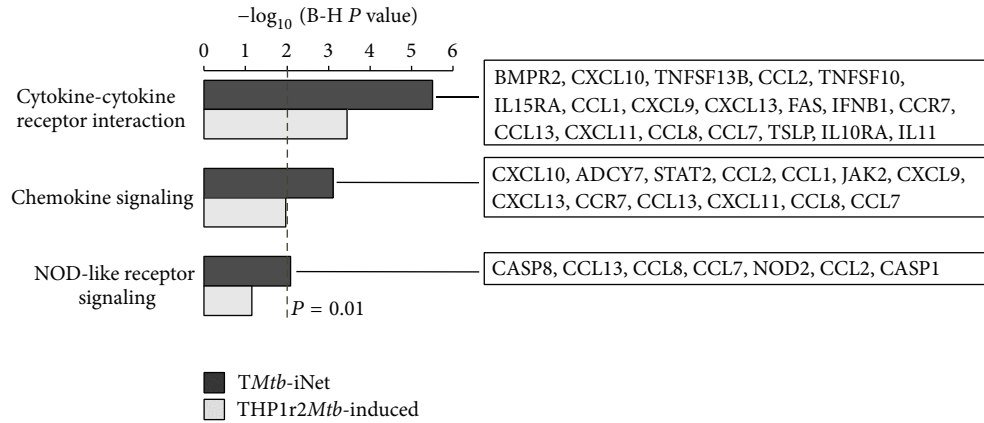 −log10 (B-H P value)
0 1 2 3 4 5 6
Cytokine-cytokine
receptor interaction
BMPR2, CXCL10, TNFSF13B, CCL2, TNFSF10,
IL15RA, CCL1, CXCL9, CXCL13, FAS, IFNB1, CCR7,
CCL13, CXCL11, CCL8, CCL7, TSLP, IL10RA, IL11
Chemokine signaling
CXCL10, ADCY7, STAT2, CCL2, CCL1, JAK2, CXCL9,
CXCL13, CCR7, CCL13, CXCL11, CCL8, CCL7
NOD-like receptor
signaling
CASP8, CCL13, CCL8, CCL7, NOD2, CCL2, CASP1
P = 0.01
TMtb-iNet
THP1r2Mtb-induced